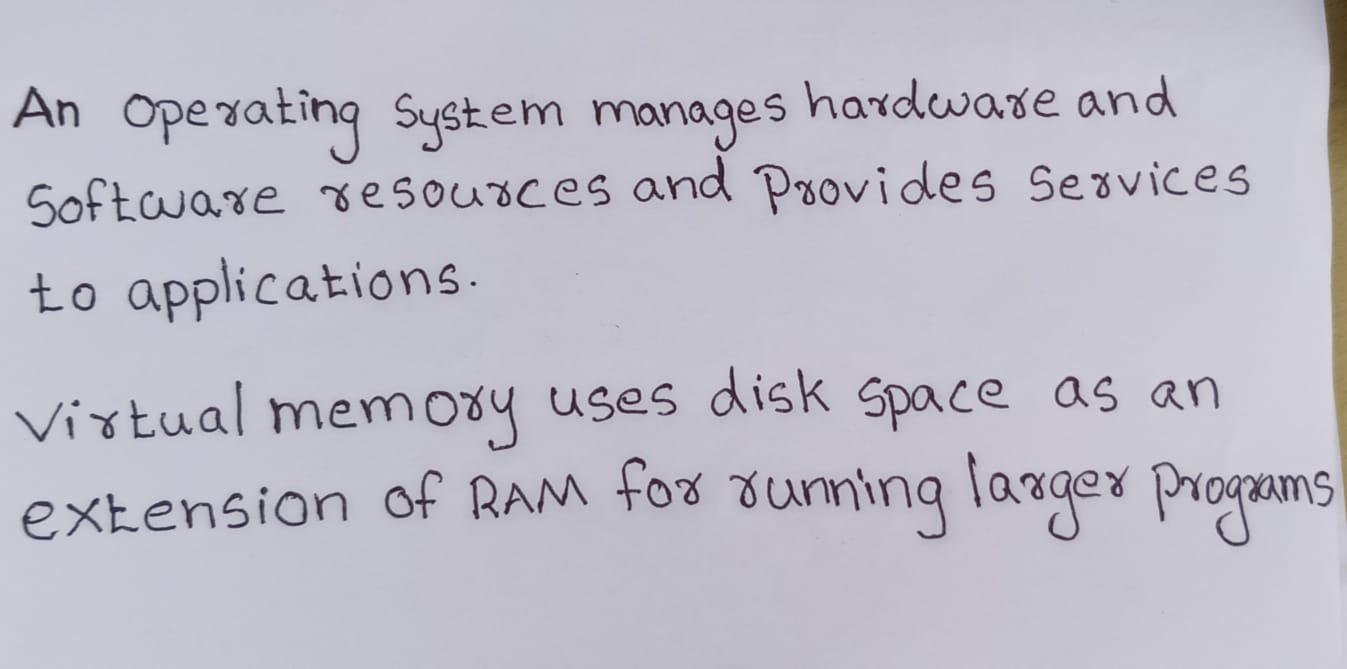 An Operating System manages hardware and
Software resources and Provides Services
to applications.
Virtual memory uses disk space as an
extension of RAM for running larger programs